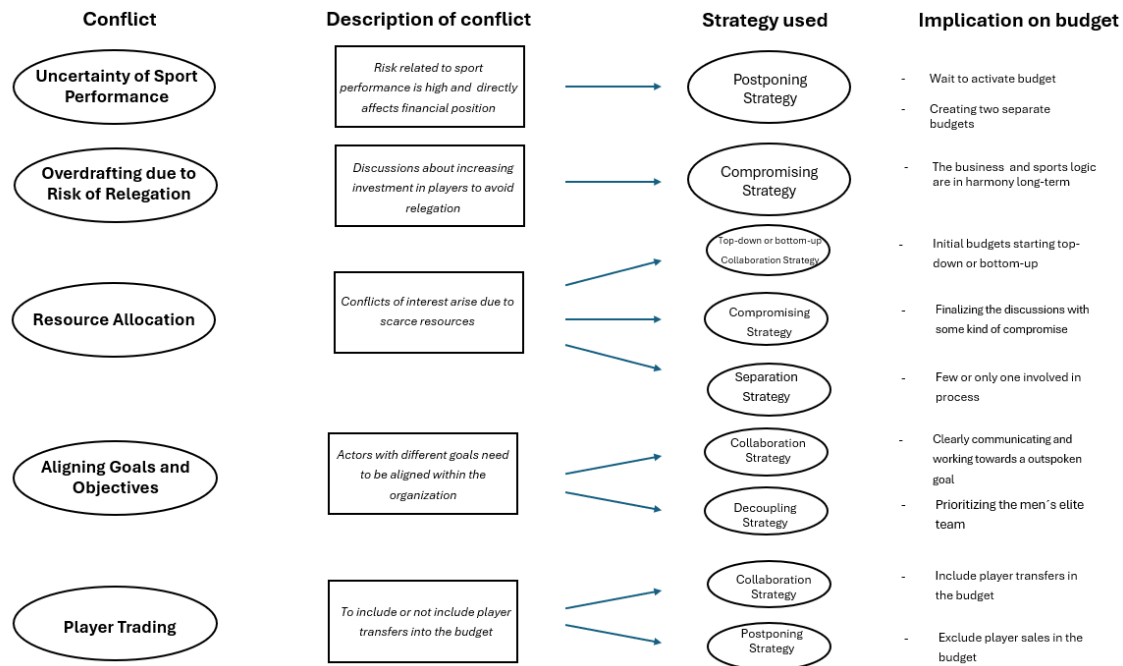 Conflict
Description of conflict
Strategy used
Implication on budget
Uncertainty of Sport
Performance
Risk related to sport
performance is high and directly
affects financial position
Postponing
Strategy
- Wait to activate budget
- Creating two separate
budgets
Overdrafting due to
Risk of Relegation
Discussions about increasing
investment in players to avoid
relegation
Compromising
Strategy
- The business and sports logic
are in harmony long-term
Resource Allocation
Conflicts of interest arise due to
scarce resources
Top-down or bottom-up
Collaboration Strategy
- Initial budgets starting top-
down or bottom-up
Compromising
Strategy
- Finalizing the discussions with
some kind of compromise
Separation
Strategy
- Few or only one involved in
process
Aligning Goals and
Objectives
Actors with different goals need
to be aligned within the
organization
Collaboration
Strategy
- Clearly communicating and
working towards a outspoken
goal
Decoupling
Strategy
- Prioritizing the men´s elite
team
Player Trading
To include or not include player
transfers into the budget
Collaboration
Strategy
- Include player transfers in
the budget
Postponing
Strategy
- Exclude player sales in the
budget